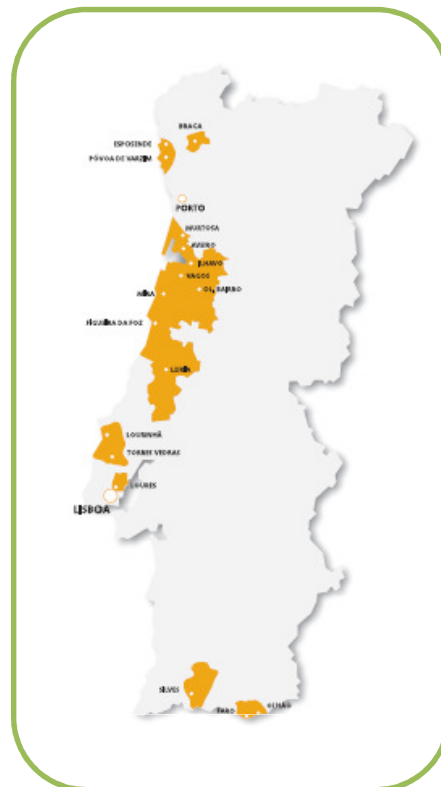 BRAGA
ESPOSENDE
PÓVOA DE VARZIM
PORTO
MURTOSA
AVEIRO
ÍLHAVO
VAGOS
OL. BAIRRO
MIRA
FIGUEIRA DA FOZ
LEIRIA
LOURINHÃ
TORRES VEDRAS
LOURES
LISBOA
SILVES
OLHÃO
FARO